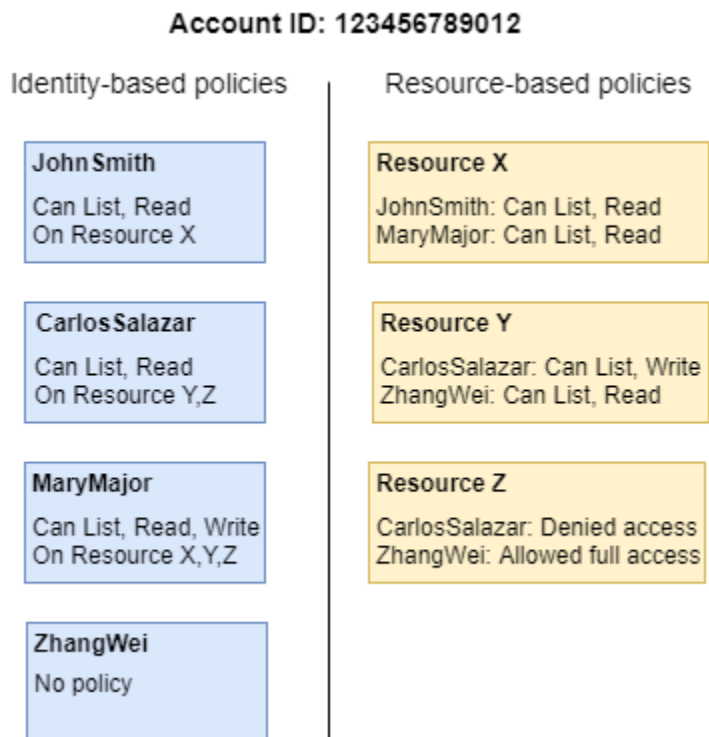 Account ID: 123456789012
Identity-based policies
JohnSmith
Can List, Read
On Resource X
CarlosSalazar
Can List, Read
On Resource Y,Z
MaryMajor
Can List, Read, Write
On Resource X,Y,Z
ZhangWei
No policy
Resource-based policies
Resource X
JohnSmith: Can List, Read
MaryMajor: Can List, Read
Resource Y
CarlosSalazar: Can List, Write
ZhangWei: Can List, Read
Resource Z
CarlosSalazar: Denied access
ZhangWei: Allowed full access